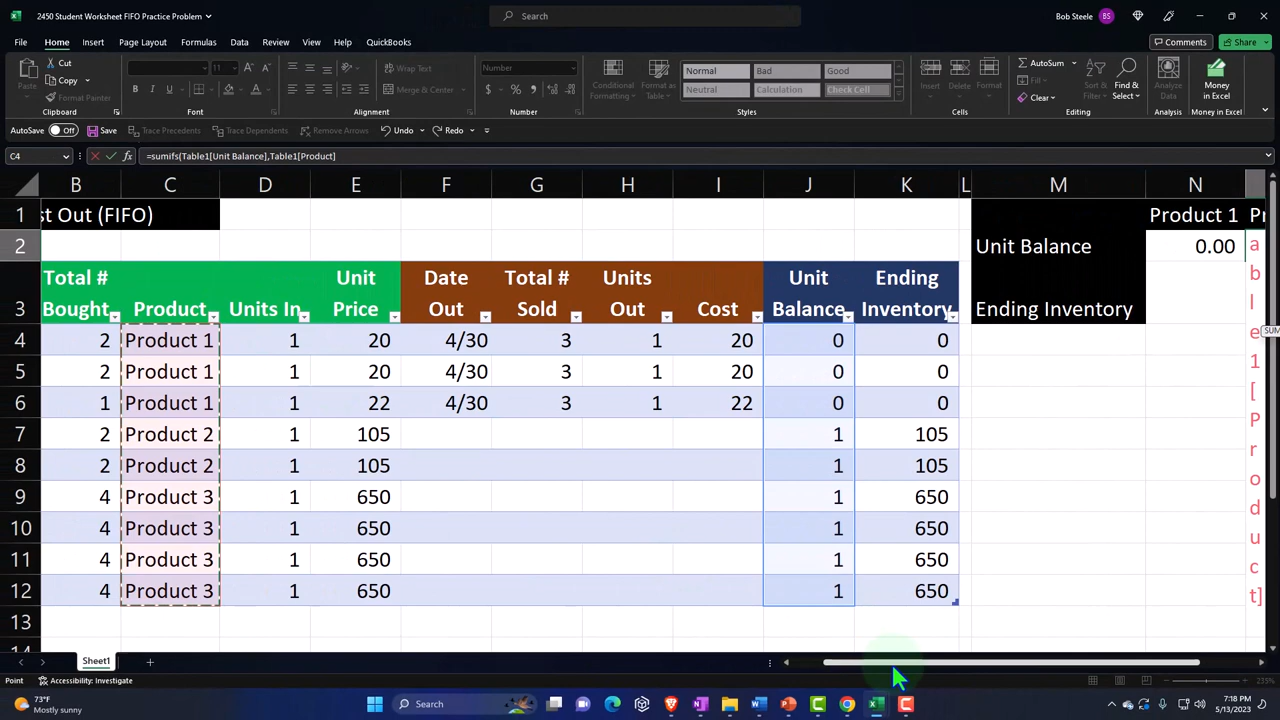 2450 Student Worksheet FIFO Practice Problem
Search
Bob Steele BS
File Home Insert Page Layout Formulas Data Review View Help QuickBooks
Comments Share
Paste Cut Copy Format Painter
Clipboard
11 A A
B I U
Font
Wrap Text
Merge & Center
Alignment
Number
$ % 9
Number
Conditional Formatting
Format as Table
Normal Bad Good
Neutral Calculation Check Cell
Styles
Insert Delete Format
Cells
AutoSum
Fill
Clear
Sort & Filter
Find & Select
Editing
Analyze Data
Analysis
Money in Excel
Money in Excel
AutoSave Off Save Trace Precedents Trace Dependents Remove Arrows Undo Redo
C4 fx =sumifs(Table1[Unit Balance],Table1[Product]
B C D E F G H I J K L M N
1 st Out (FIFO) Product 1 Pr
2 Unit Balance 0.00
3 Total # Bought Product Units In Unit Price Date Out Total # Sold Units Out Cost Unit Balance Ending Inventory Ending Inventory
4 2 Product 1 1 20 4/30 3 1 20 0 0
5 2 Product 1 1 20 4/30 3 1 20 0 0
6 1 Product 1 1 22 4/30 3 1 22 0 0
7 2 Product 2 1 105 1 105
8 2 Product 2 1 105 1 105
9 4 Product 3 1 650 1 650
10 4 Product 3 1 650 1 650
11 4 Product 3 1 650 1 650
12 4 Product 3 1 650 1 650
13
14
a
b
l
e
1
[
P
r
o
d
u
c
t]
SUM
Sheet1
Point Accessibility: Investigate
235%
73°F
Mostly sunny
Search
7:18 PM
5/13/2023